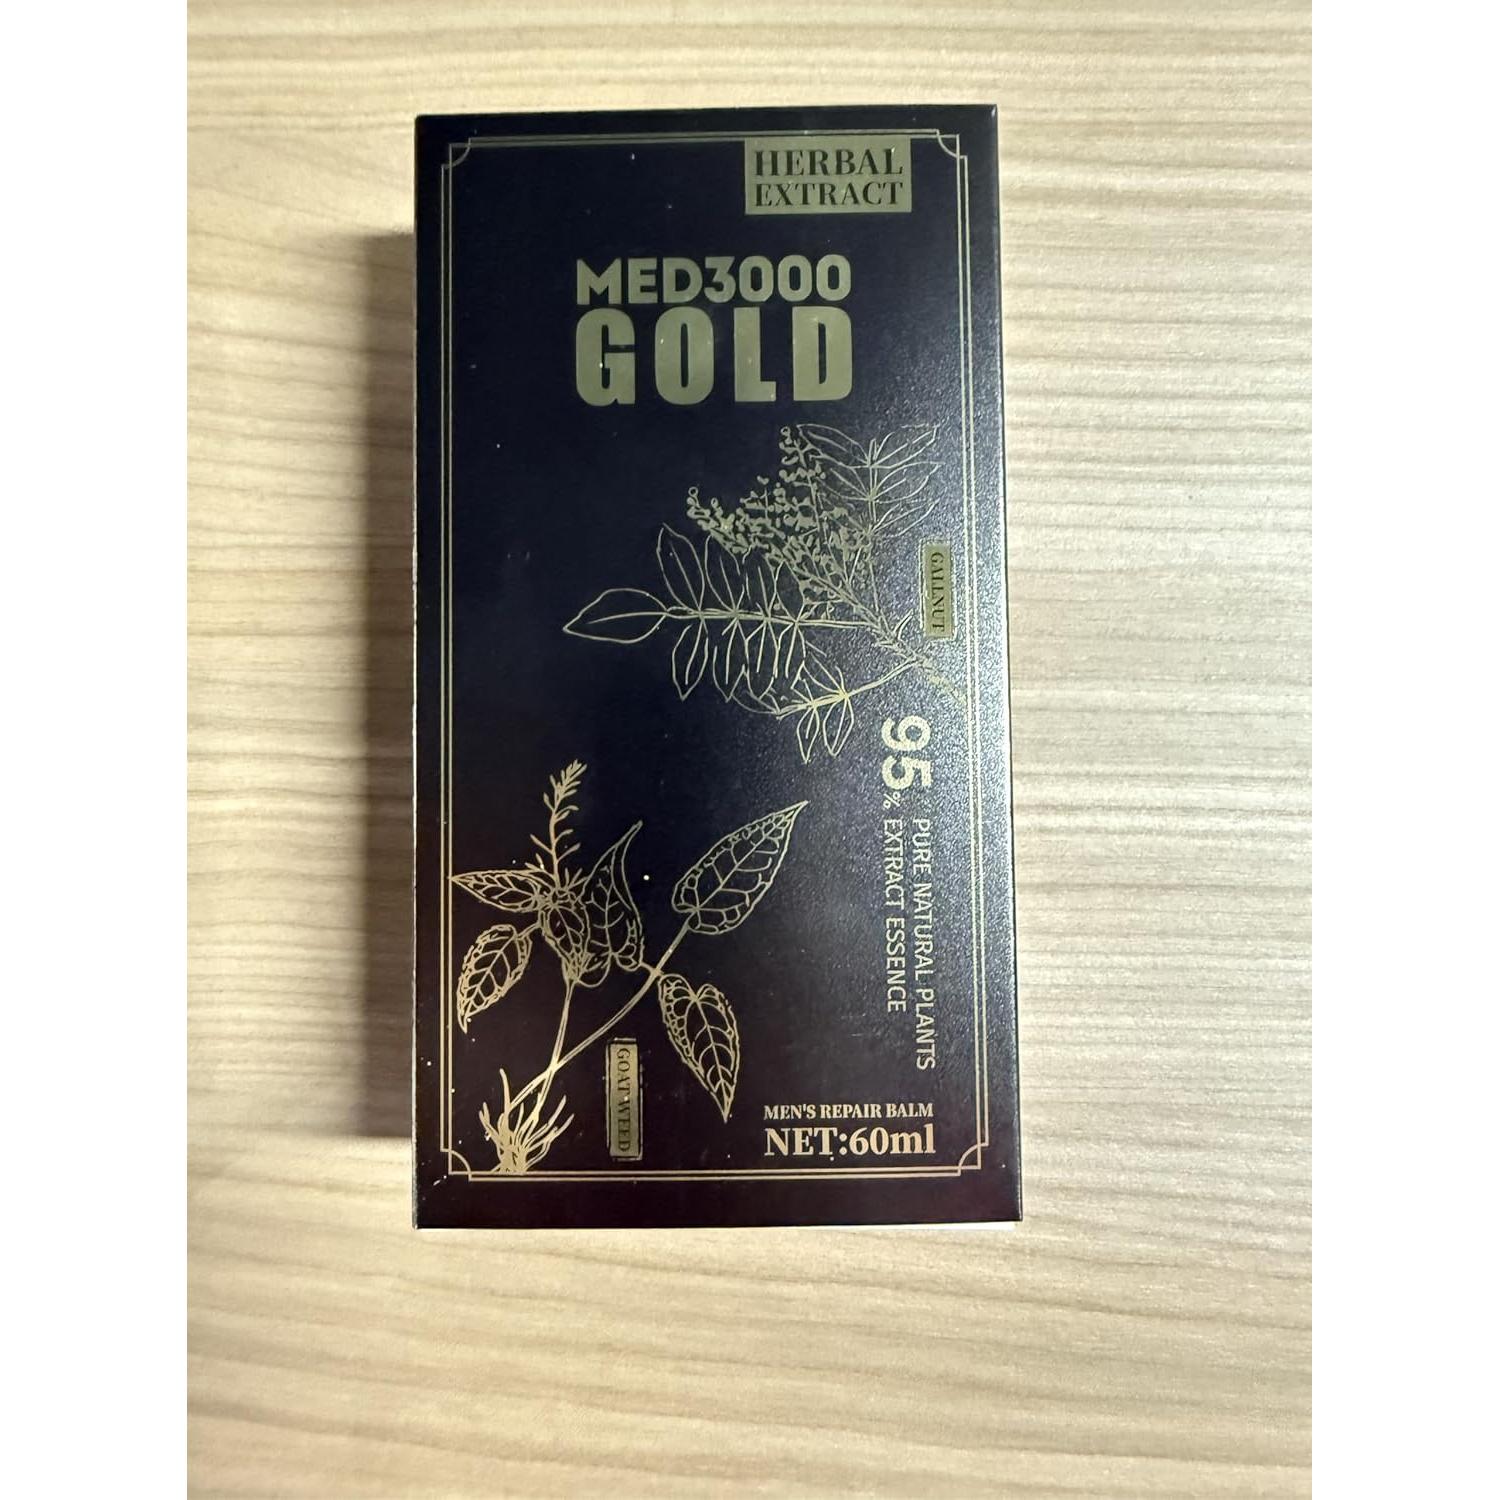 HERBAL
EXTRACT
MED3000
GOLD
GALLNUT
95% PURE NATURAL PLANTS
EXTRACT ESSENCE
GOAT WEED
MEN'S REPAIR BALM
NET:60ml